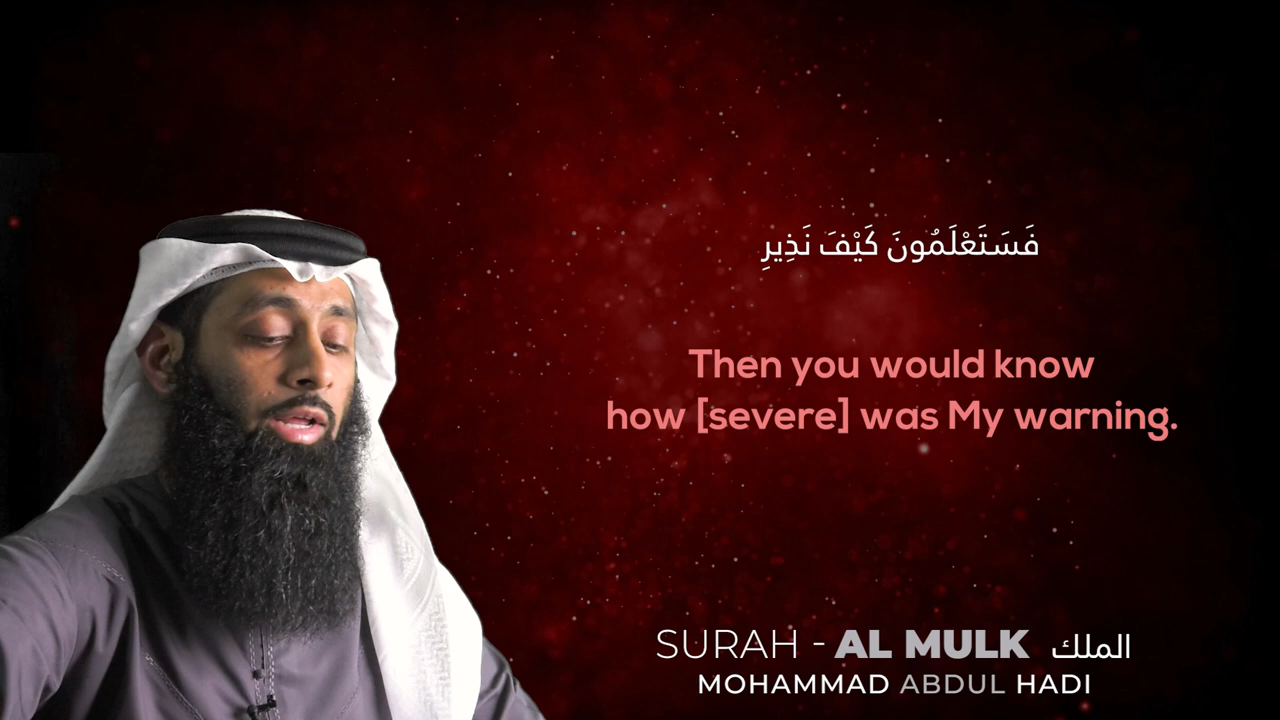 فَسَتَعْلَمُونَ كَيْفَ نَذِيرِ
Then you would know
how [severe] was My warning.
SURAH - AL MULK الملك
MOHAMMAD ABDUL HADI